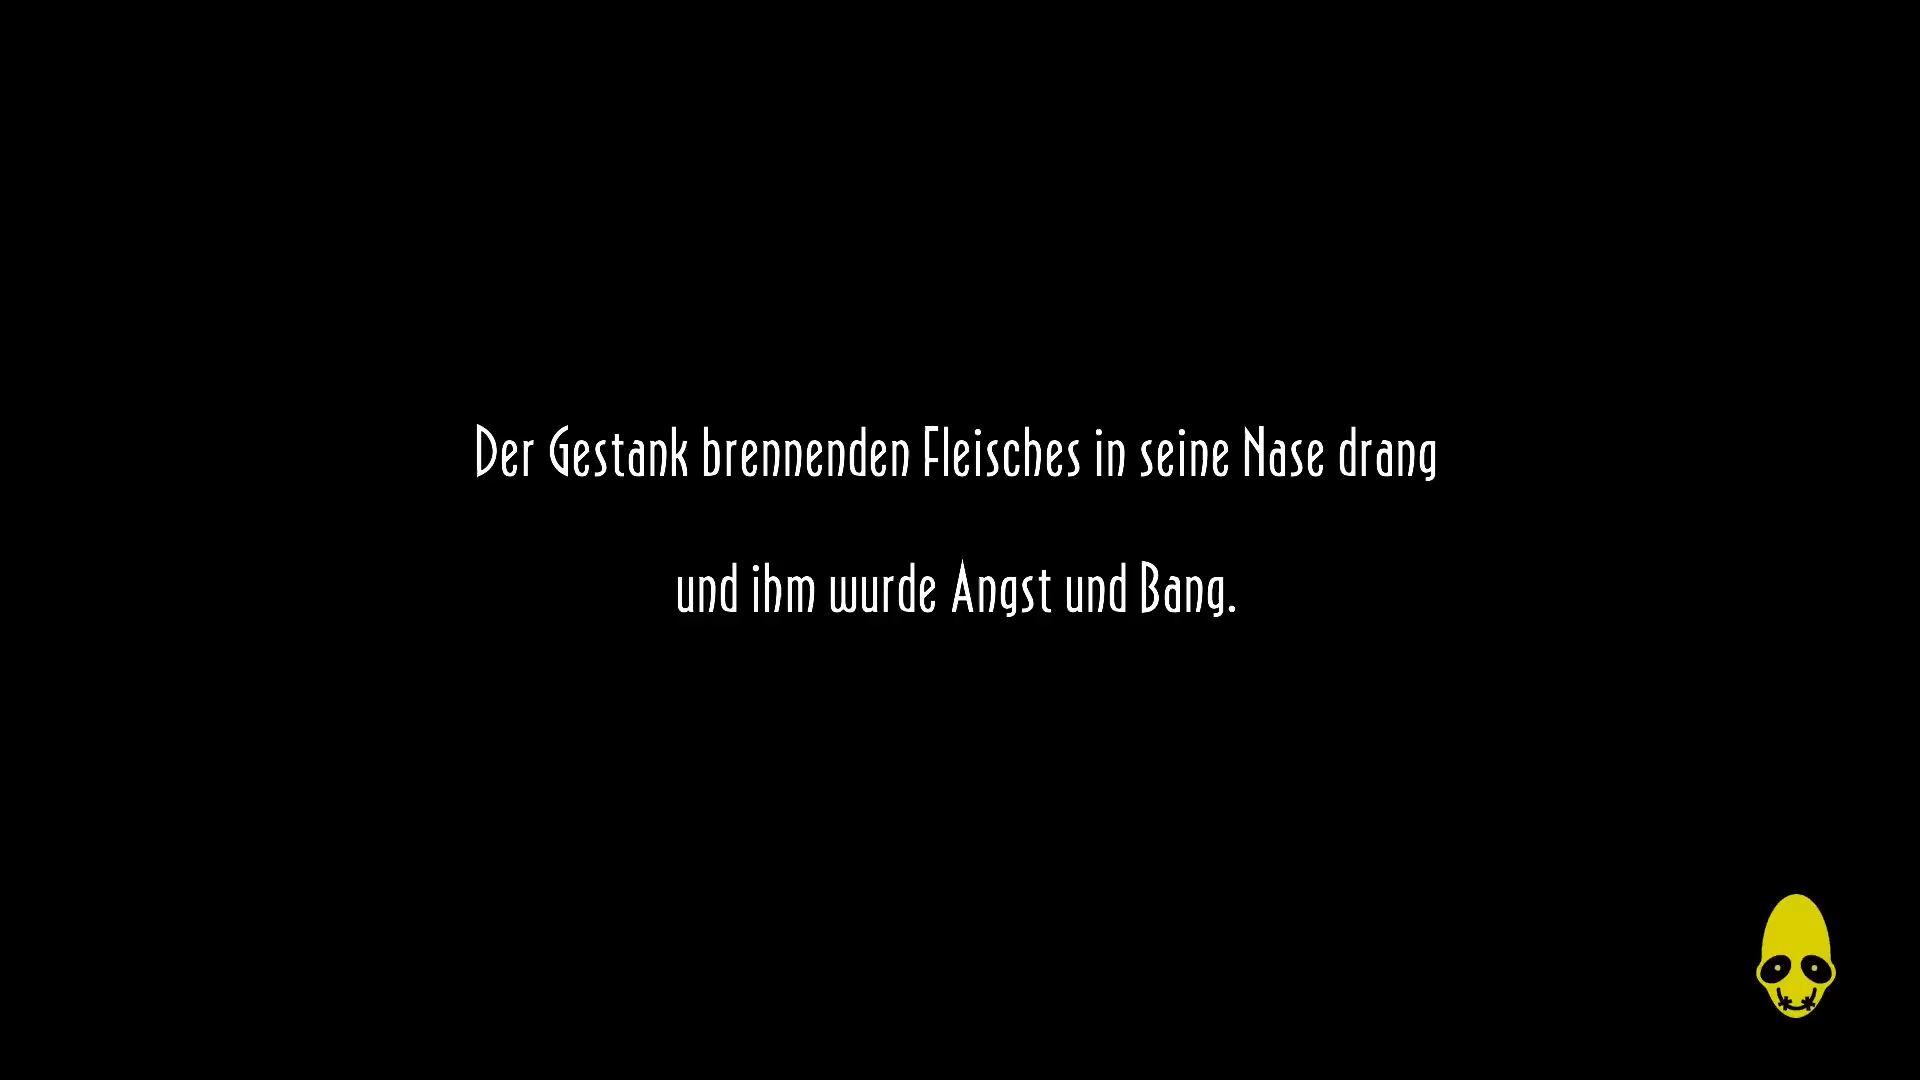 Der Gestank brennenden Fleisches in seine Nase drang
und ihm wurde Angst und Bang.